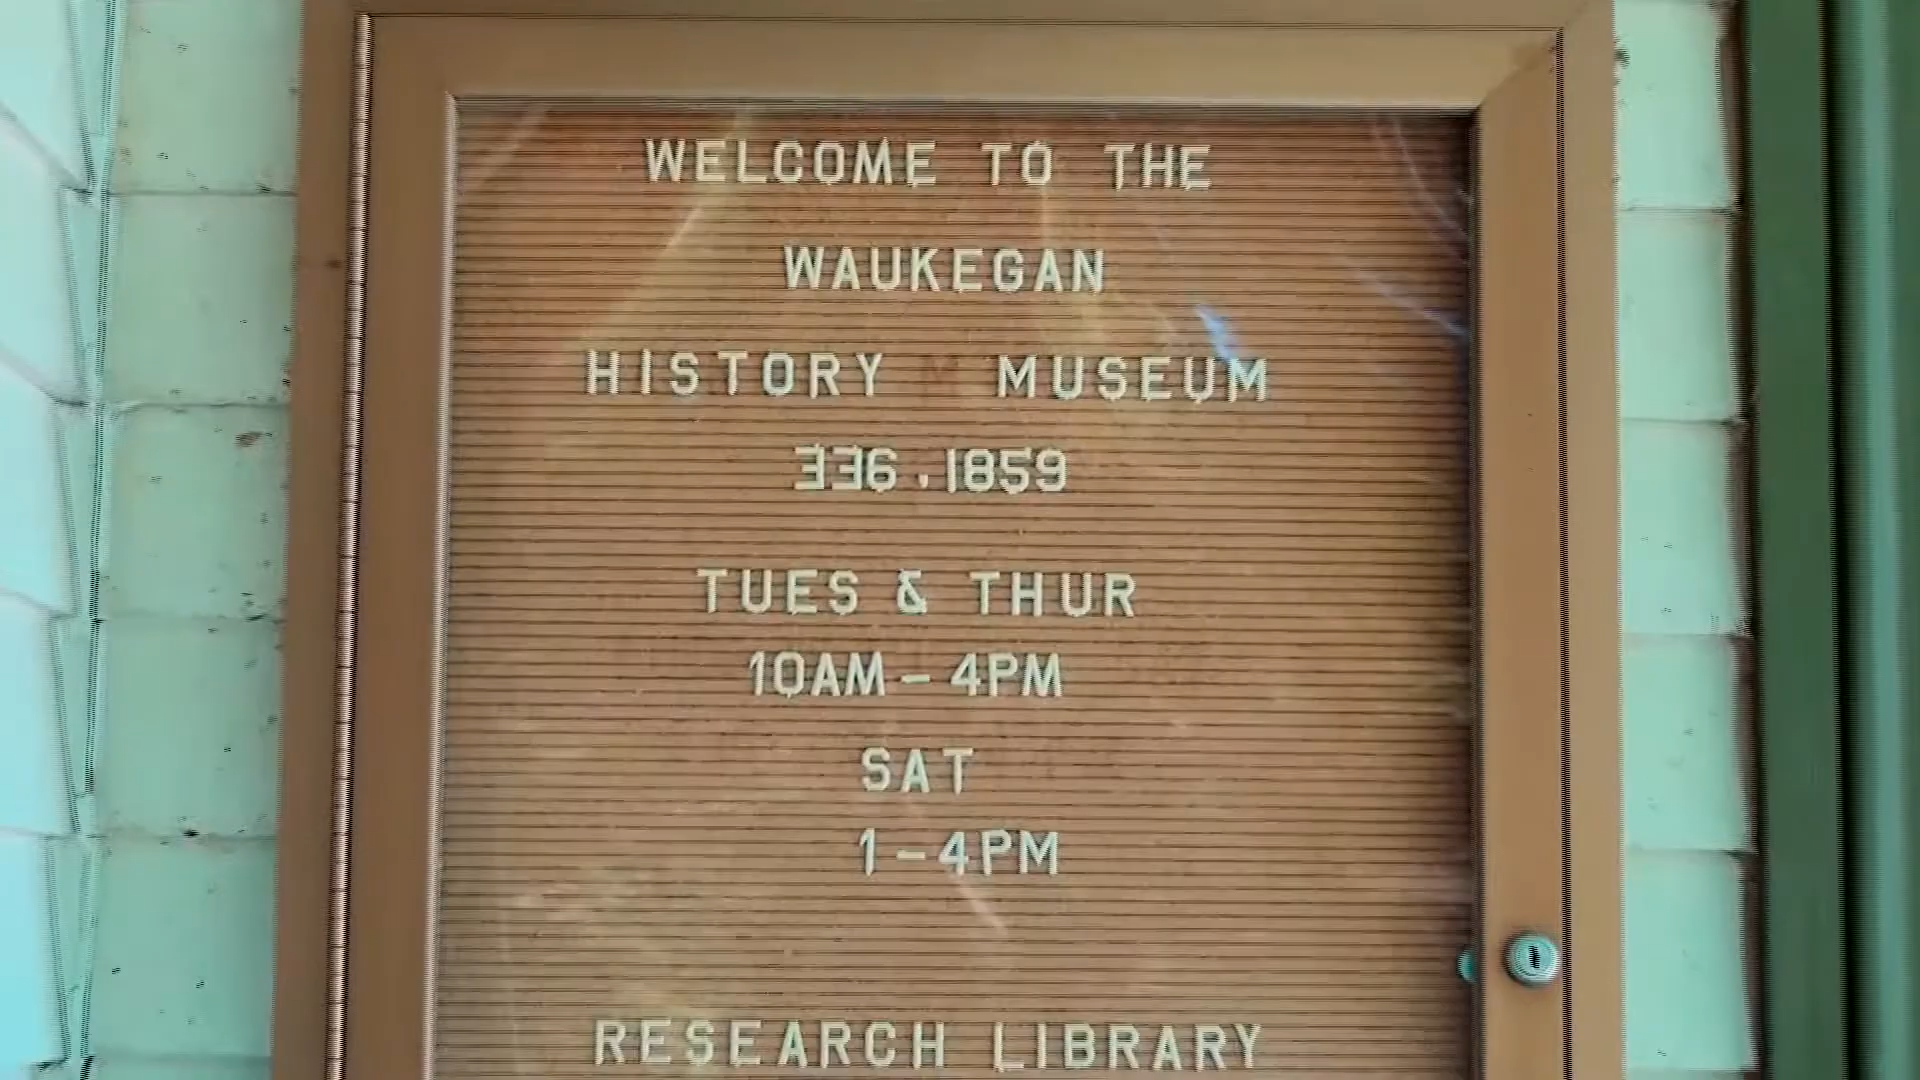 WELCOME TO THE
WAUKEGAN
HISTORY MUSEUM
336.1859
TUES & THUR
10AM-4PM
SAT
1-4PM
RESEARCH LIBRARY